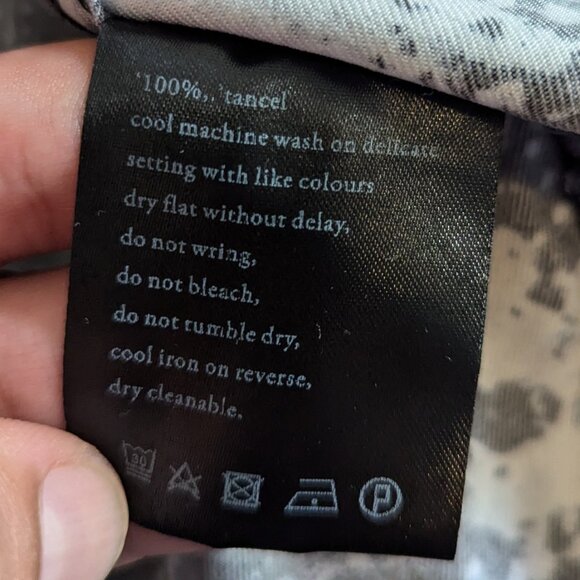 '100%,. 'tancel
cool machine wash on delicate
setting with like colours
dry flat without delay,
do not wring,
do not bleach,
do not tumble dry,
cool iron on reverse,
dry cleanable.
30
P